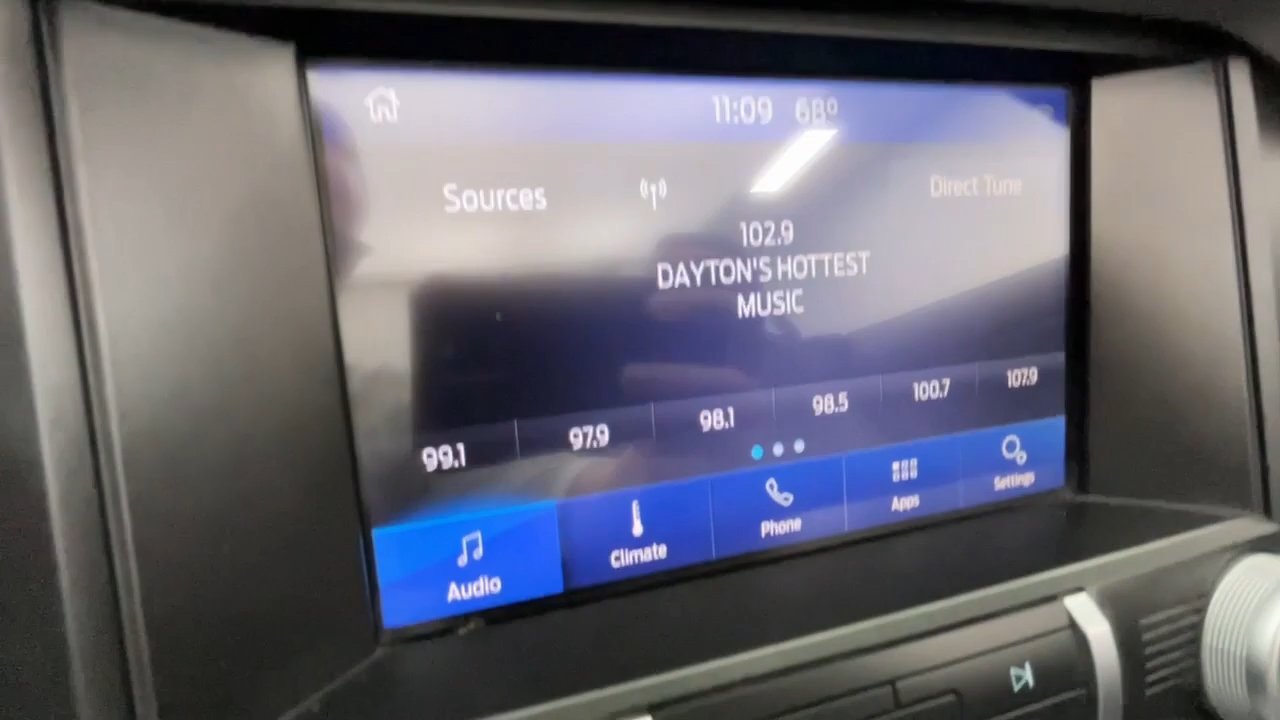 11:09 68°
Sources
Direct Tune
102.9
DAYTON'S HOTTEST
MUSIC
99.1 97.9 98.1 98.5 100.7 107.9
Audio Climate Phone Apps Settings